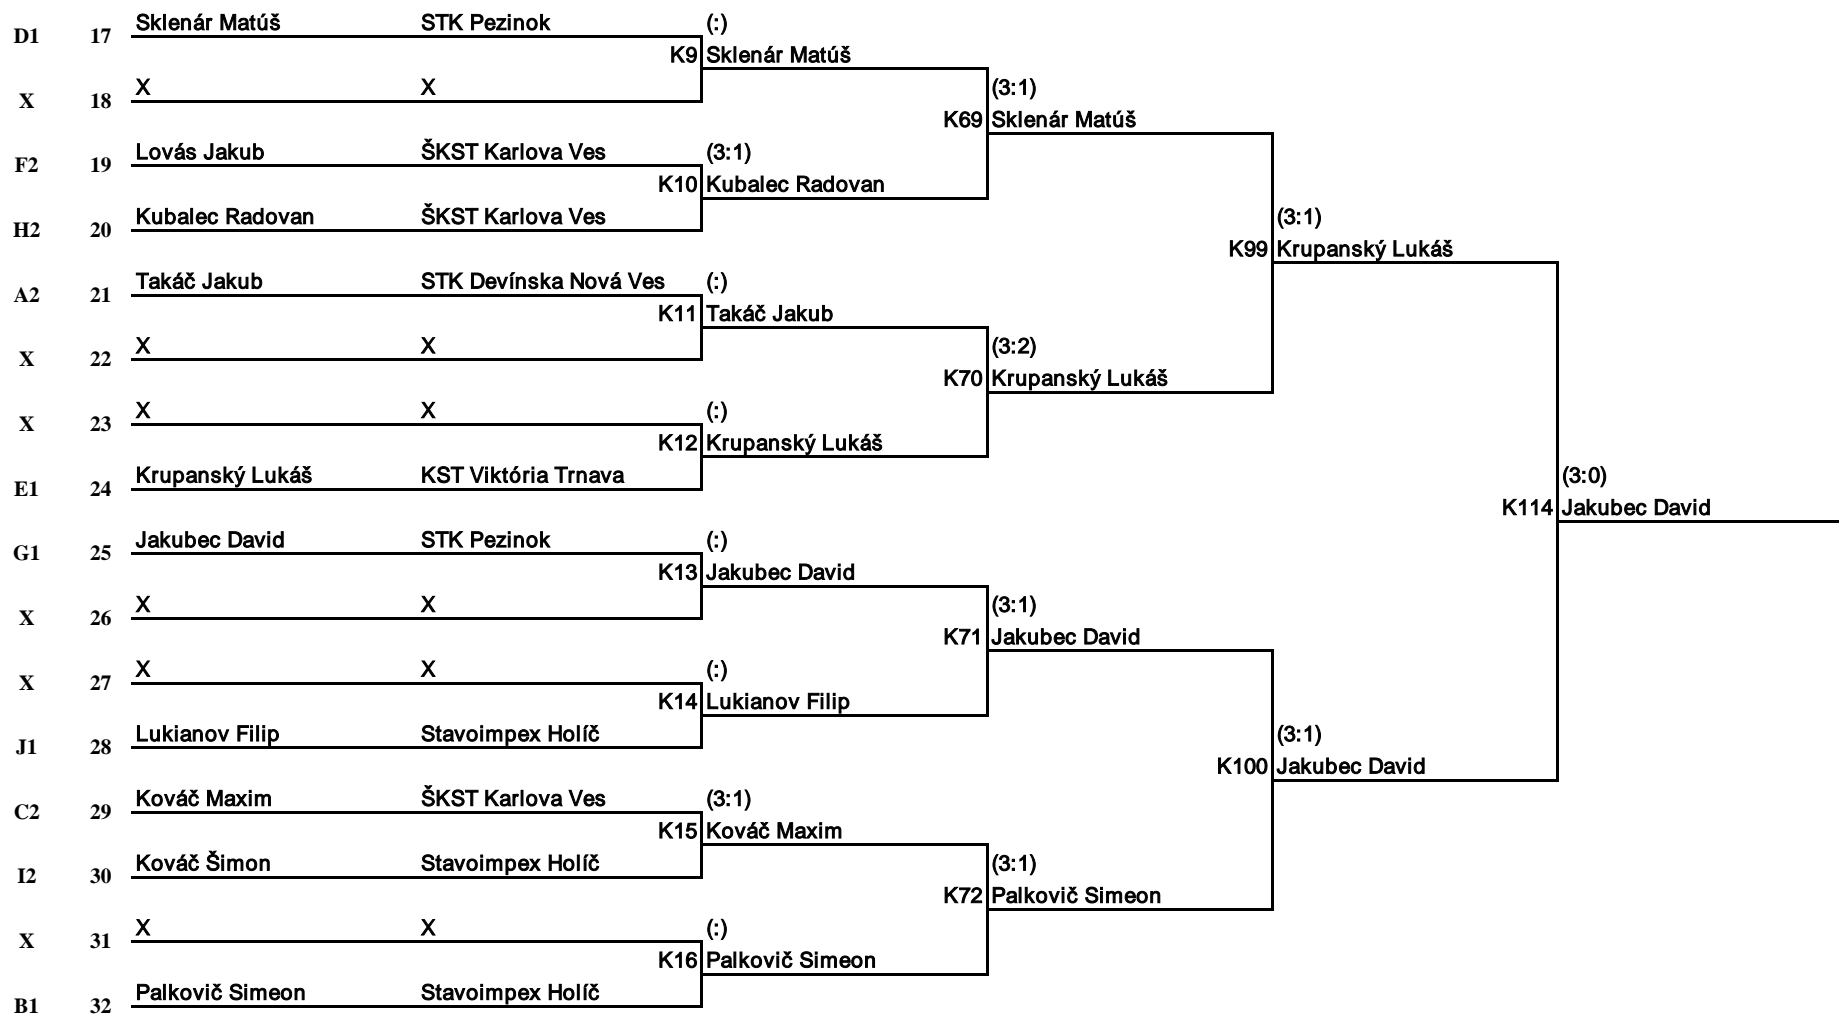 Sklenár Matúš STK Pezinok (:)
D1 17
K9 Sklenár Matúš
X X (3:1)
X 18
K69 Sklenár Matúš
Lovás Jakub ŠKST Karlova Ves (3:1)
F2 19
K10 Kubalec Radovan
Kubalec Radovan ŠKST Karlova Ves (3:1)
H2 20
K99 Krupanský Lukáš
Takáč Jakub STK Devínska Nová Ves (:)
A2 21
K11 Takáč Jakub
X X (3:2)
X 22
K70 Krupanský Lukáš
X X (:)
X 23
K12 Krupanský Lukáš
Krupanský Lukáš KST Viktória Trnava (3:0)
E1 24
K114 Jakubec David
Jakubec David STK Pezinok (:)
G1 25
K13 Jakubec David
X X (3:1)
X 26
K71 Jakubec David
X X (:)
X 27
K14 Lukianov Filip
Lukianov Filip Stavoimpex Holíč (3:1)
J1 28
K100 Jakubec David
Kováč Maxim ŠKST Karlova Ves (3:1)
C2 29
K15 Kováč Maxim
Kováč Šimon Stavoimpex Holíč (3:1)
I2 30
K72 Palkovič Simeon
X X (:)
X 31
K16 Palkovič Simeon
Palkovič Simeon Stavoimpex Holíč
B1 32